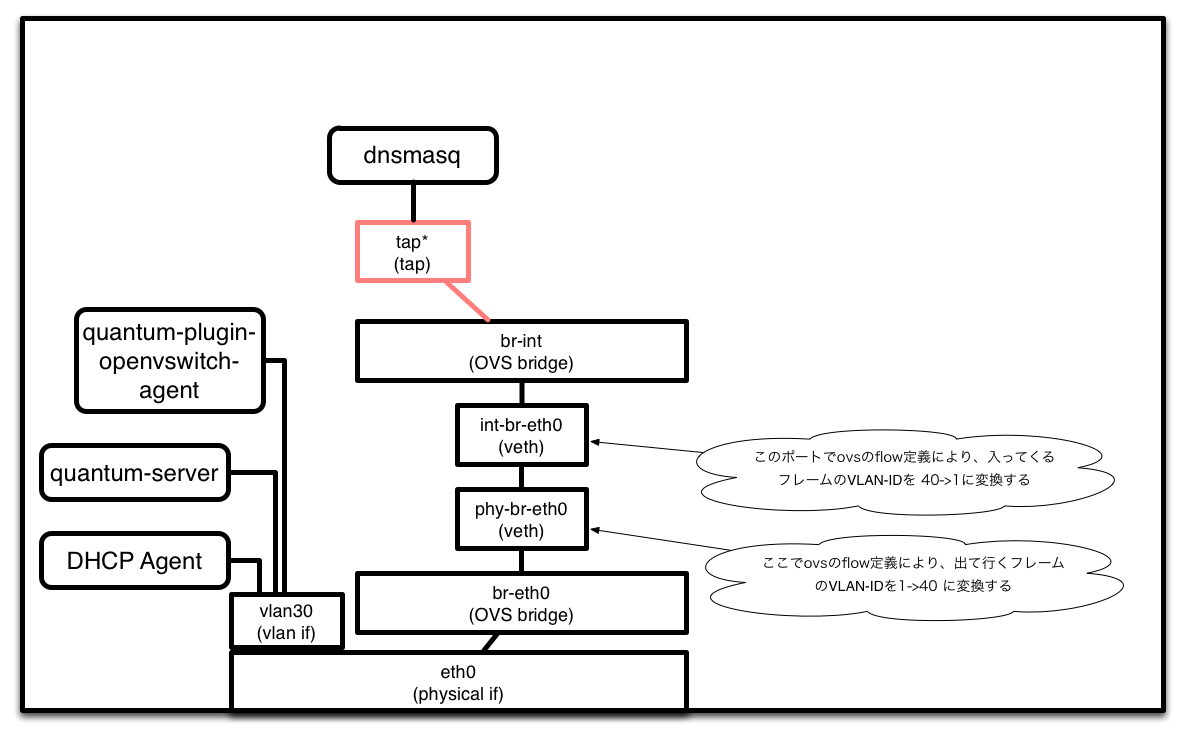 dnsmasq
tap*
(tap)
quantum-plugin-
openvswitch-
agent
br-int
(OVS bridge)
int-br-eth0
(veth)
このポートでovsのflow定義により、入ってくる
フレームのVLAN-IDを 40->1に変換する
quantum-server
phy-br-eth0
(veth)
DHCP Agent
ここでovsのflow定義により、出て行くフレーム
のVLAN-IDを1->40 に変換する
vlan30
(vlan if)
br-eth0
(OVS bridge)
eth0
(physical if)